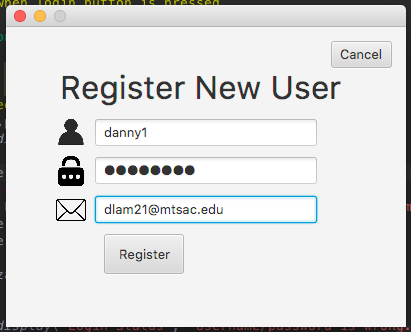 when login button is pressed
Cancel
Register New User
danny1
●●●●●●●●
dlam21@mtsac.edu
Register
display("Login Status", "Username/password is wrong.